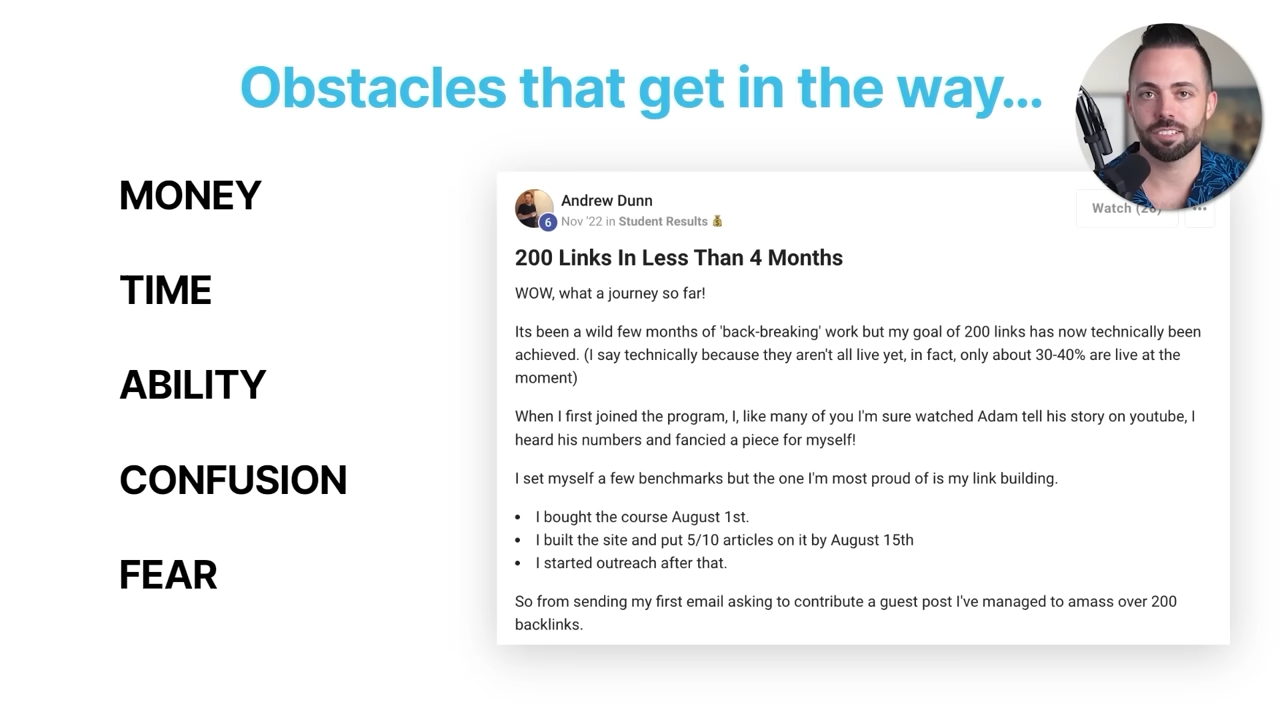 Obstacles that get in the way...
MONEY
TIME
ABILITY
CONFUSION
FEAR
Andrew Dunn
6
Nov '22 in Student Results 💰
Watch (20)
200 Links In Less Than 4 Months
WOW, what a journey so far!
Its been a wild few months of 'back-breaking' work but my goal of 200 links has now technically been
achieved. (I say technically because they aren't all live yet, in fact, only about 30-40% are live at the
moment)
When I first joined the program, I, like many of you I'm sure watched Adam tell his story on youtube, I
heard his numbers and fancied a piece for myself!
I set myself a few benchmarks but the one I'm most proud of is my link building.
• I bought the course August 1st.
• I built the site and put 5/10 articles on it by August 15th
• I started outreach after that.
So from sending my first email asking to contribute a guest post I've managed to amass over 200
backlinks.